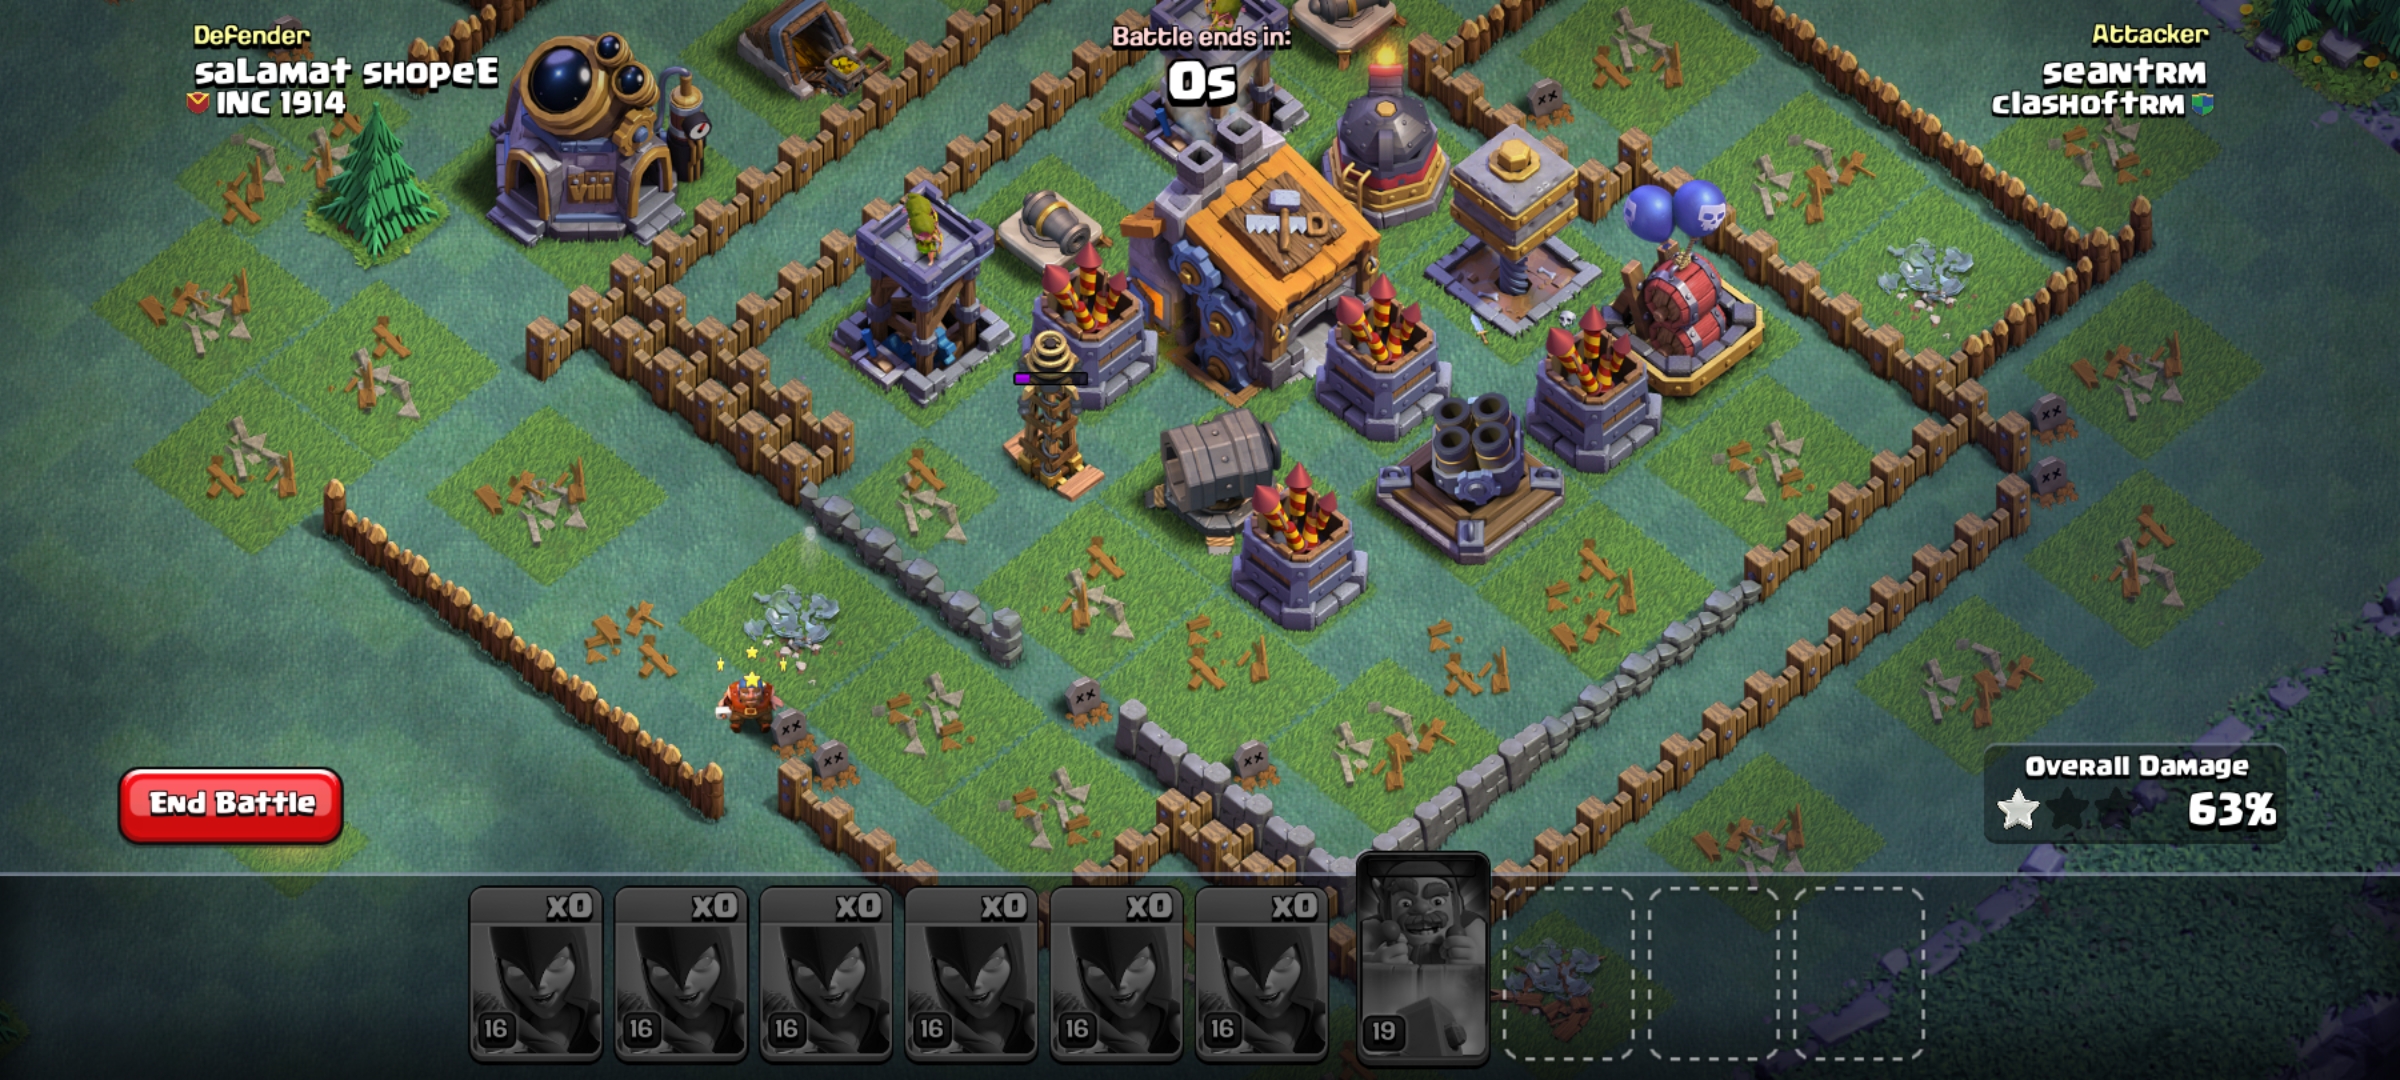 Defender
saLamat sHopeE
INC 1914
Battle ends in:
0s
Attacker
seantRM
clashoftRM
End Battle
Overall Damage
63%
x0 x0 x0 x0 x0 x0
16 16 16 16 16 16 19